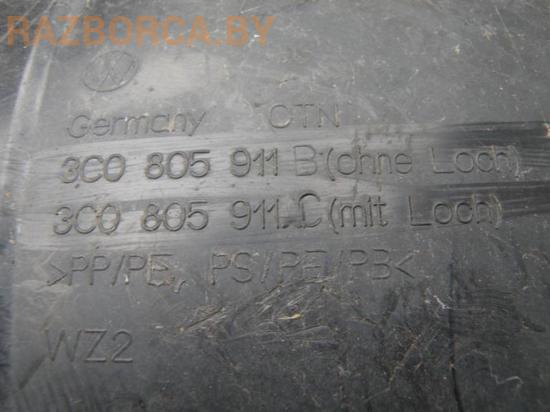 RAZBORCA.BY
Germany CTN
3C0 805 911 B (ohne Loch)
3C0 805 911 C (mit Loch)
>PP/PE, PS/PE/PB<
WZ2